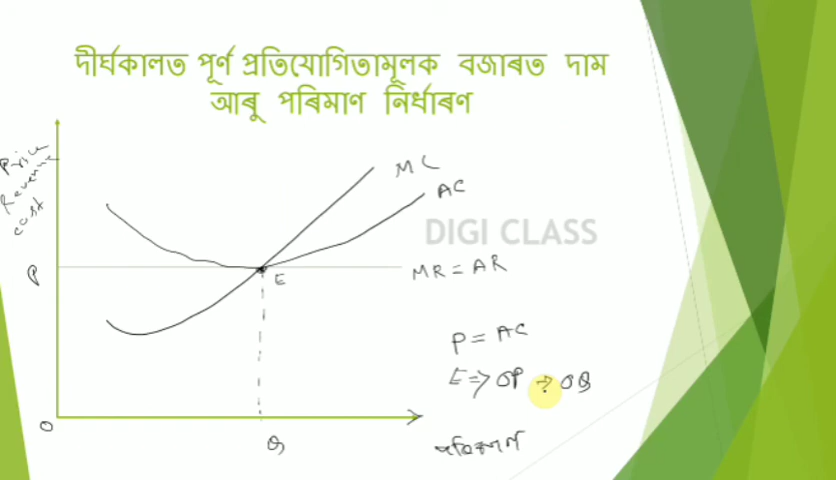 দীৰ্ঘকালত পূৰ্ণ প্ৰতিযোগিতামূলক বজাৰত দাম
আৰু পৰিমাণ নিৰ্ধাৰণ
Price
Revenue
cost
MC
AC
DIGI CLASS
P
E
MR = AR
P = AC
E => OP => OQ
O
Q
পৰিমাণ